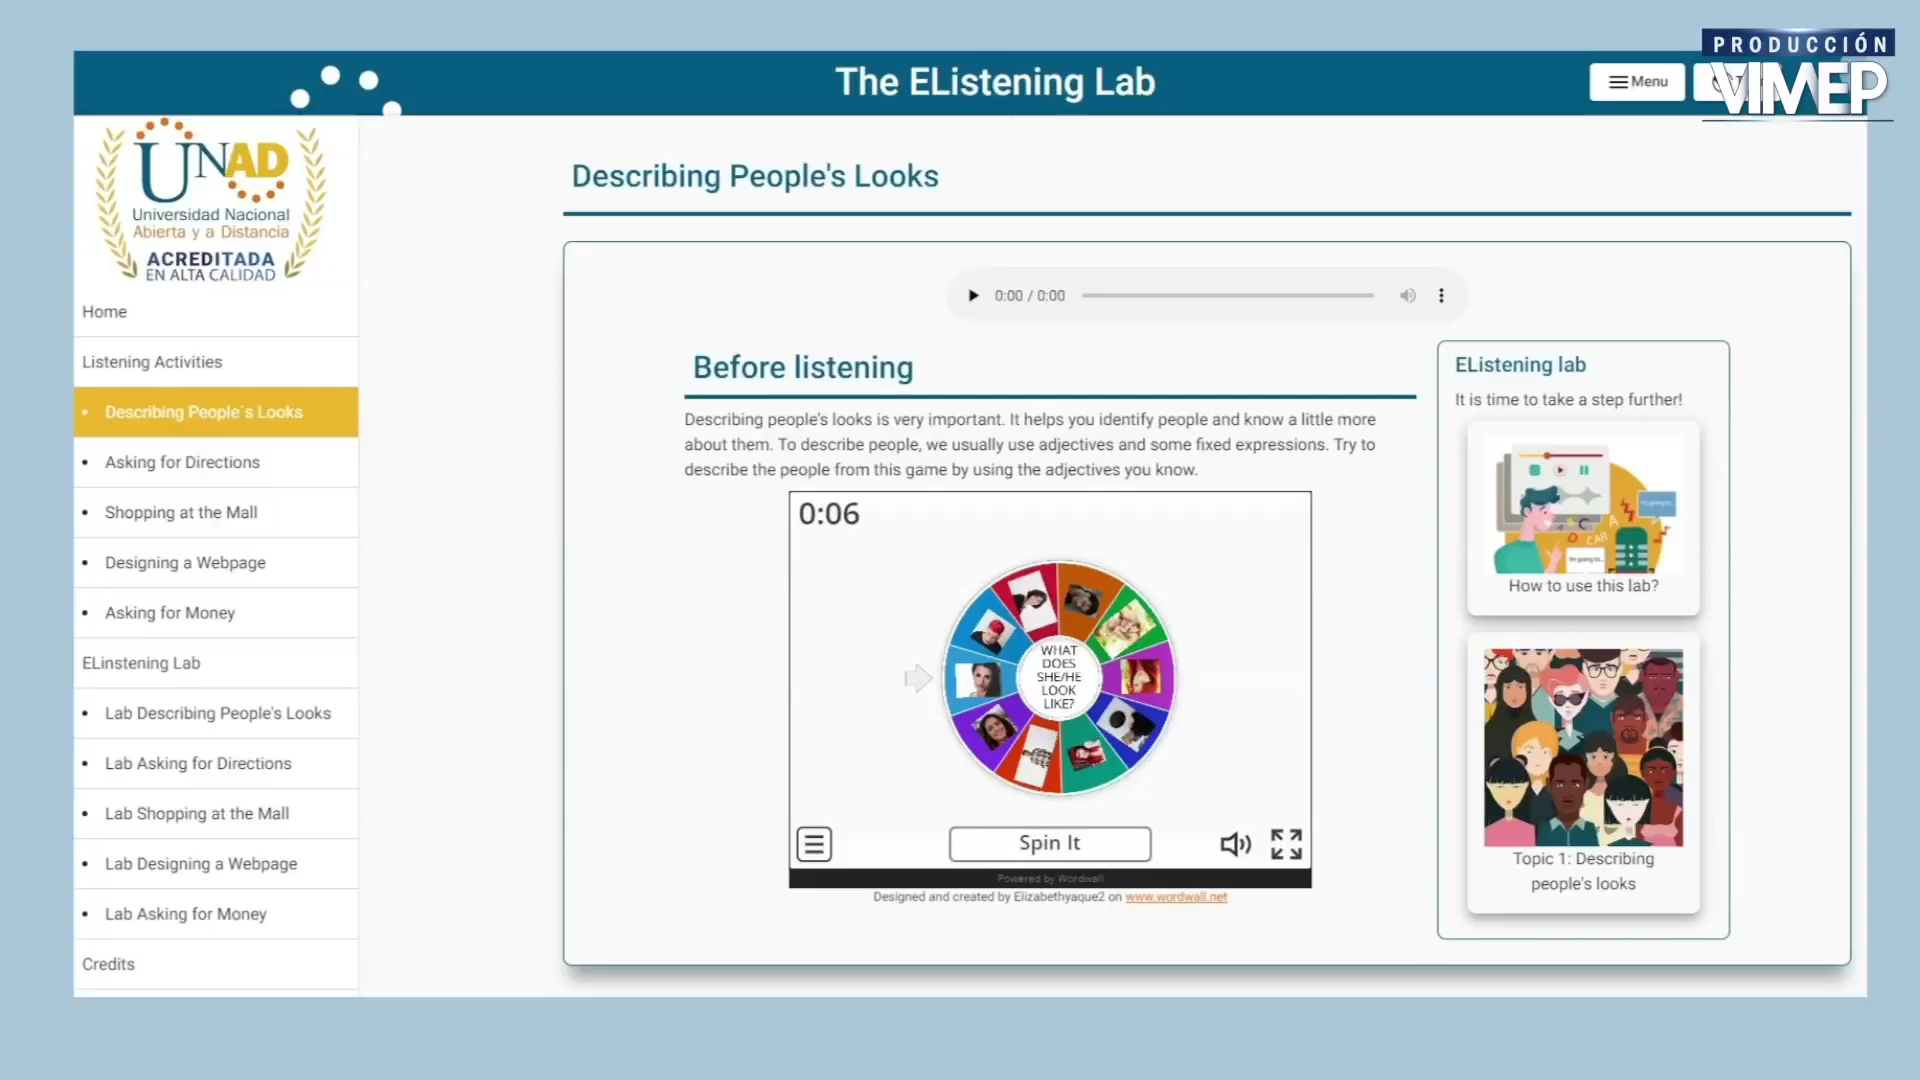 PRODUCCIÓN
VIMEP
The EListening Lab
Menu
UNAD
Universidad Nacional
Abierta y a Distancia
ACREDITADA
EN ALTA CALIDAD
Home
Listening Activities
• Describing People´s Looks
• Asking for Directions
• Shopping at the Mall
• Designing a Webpage
• Asking for Money
ELinstening Lab
• Lab Describing People's Looks
• Lab Asking for Directions
• Lab Shopping at the Mall
• Lab Designing a Webpage
• Lab Asking for Money
Credits
Describing People's Looks
0:00 / 0:00
Before listening
Describing people's looks is very important. It helps you identify people and know a little more
about them. To describe people, we usually use adjectives and some fixed expressions. Try to
describe the people from this game by using the adjectives you know.
0:06
WHAT
DOES
SHE/HE
LOOK
LIKE?
Spin It
Powered by Wordwall
Designed and created by Elizabethyaque2 on www.wordwall.net
EListening lab
It is time to take a step further!
CAR
How to use this lab?
Topic 1: Describing
people's looks